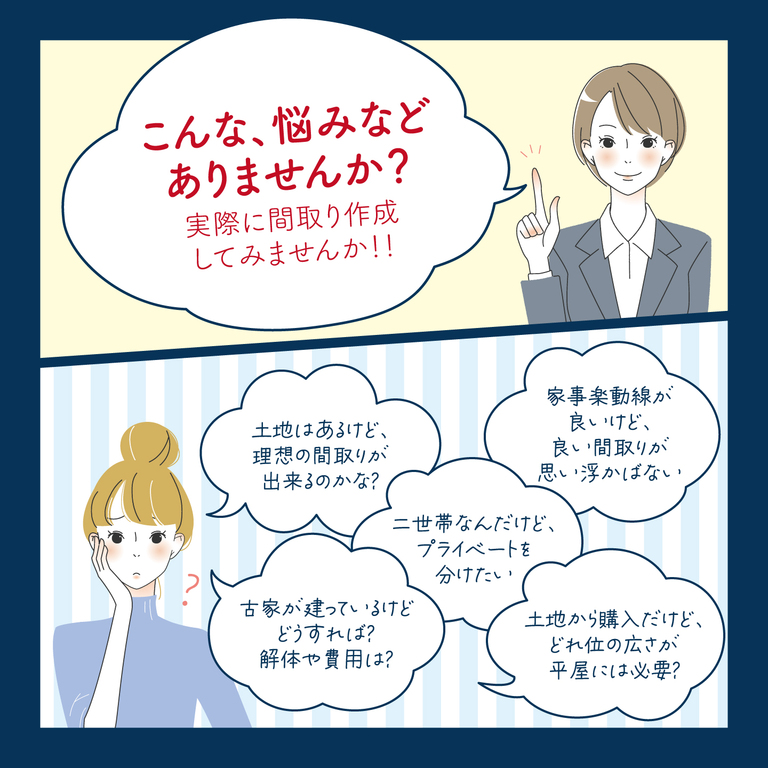 こんな、悩みなど
ありませんか?
実際に間取り作成
してみませんか!!
土地はあるけど、
理想の間取りが
出来るのかな?
家事楽動線が
良いけど、
良い間取りが
思い浮かばない
二世帯なんだけど、
プライベートを
分けたい
古家が建っているけど
どうすれば?
解体や費用は?
土地から購入だけど、
どれ位の広さが
平屋には必要?
?